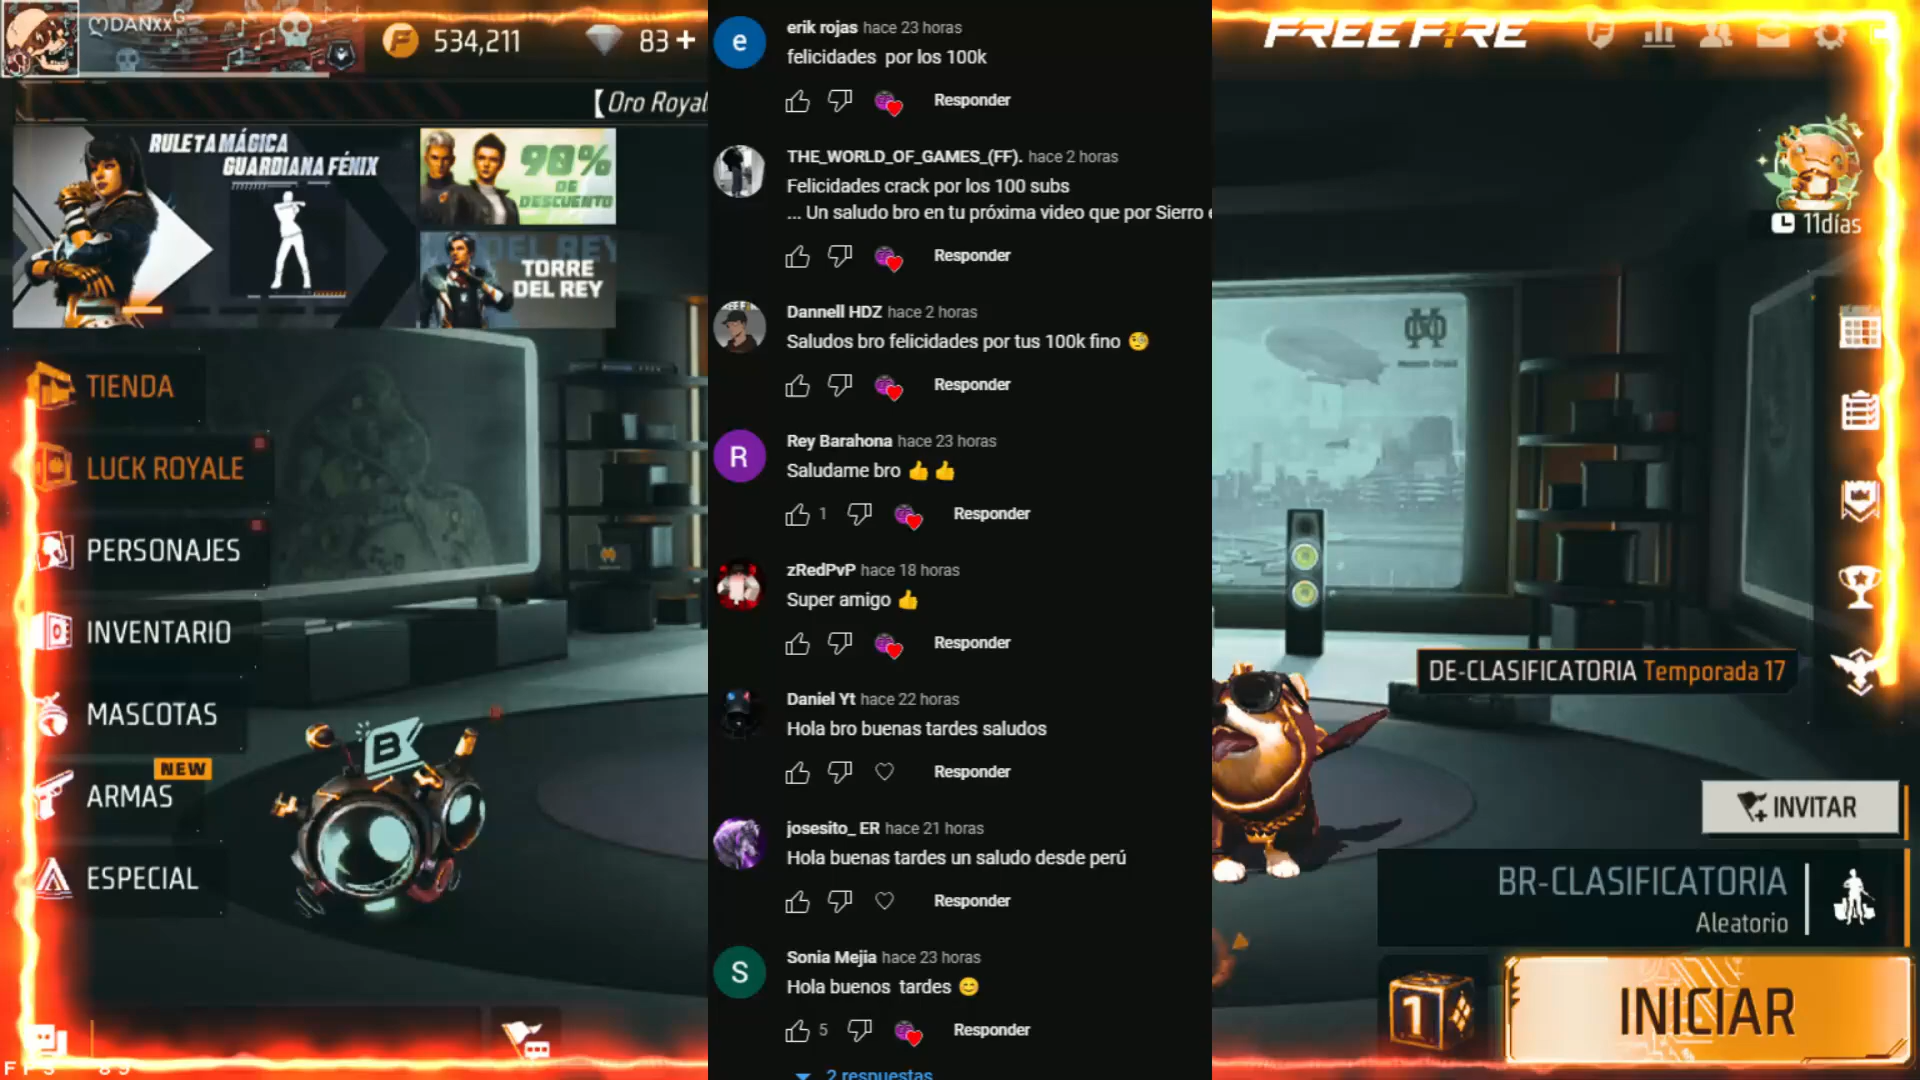 ღDANxxᴳ
534,211
83 +
【Oro Royal
RULETA MÁGICA
GUARDIANA FÉNIX
90%
DE
DESCUENTO
TORRE
DEL REY
TIENDA
LUCK ROYALE
PERSONAJES
INVENTARIO
MASCOTAS
NEW
ARMAS
ESPECIAL
B
e
erik rojas hace 23 horas
felicidades por los 100k
Responder
THE_WORLD_OF_GAMES_(FF). hace 2 horas
Felicidades crack por los 100 subs
... Un saludo bro en tu próxima video que por Sierro e
Responder
Dannell HDZ hace 2 horas
Saludos bro felicidades por tus 100k fino 🧐
Responder
R
Rey Barahona hace 23 horas
Saludame bro 👍 👍
1 Responder
zRedPvP hace 18 horas
Super amigo 👍
Responder
Daniel Yt hace 22 horas
Hola bro buenas tardes saludos
Responder
josesito_ ER hace 21 horas
Hola buenas tardes un saludo desde perú
Responder
S
Sonia Mejia hace 23 horas
Hola buenos tardes 😊
5 Responder
2 respuestas
FREE FIRE
11días
DE-CLASIFICATORIA Temporada 17
INVITAR
BR-CLASIFICATORIA
Aleatorio
1
INICIAR